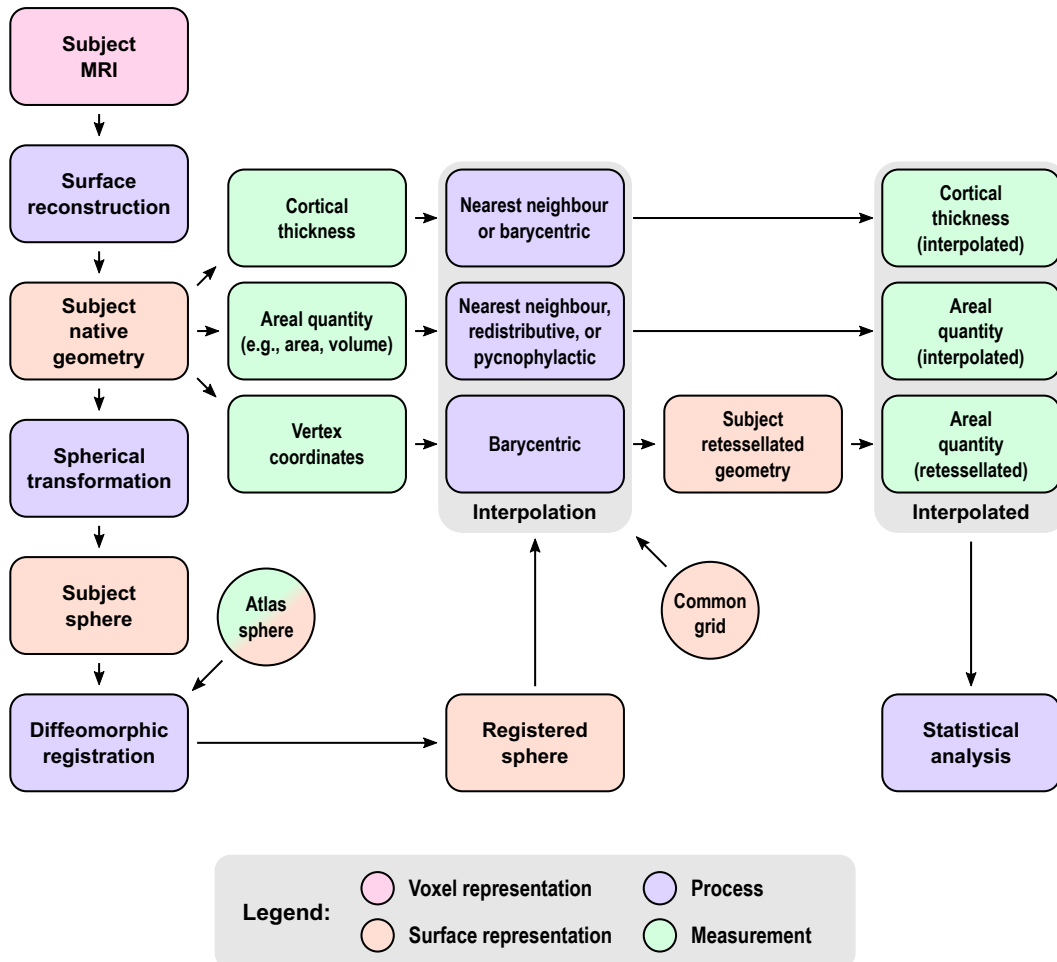 Subject
MRI
Surface
reconstruction
Subject
native
geometry
Spherical
transformation
Subject
sphere
Diffeomorphic
registration
Atlas
sphere
Cortical
thickness
Areal quantity
(e.g., area, volume)
Vertex
coordinates
Nearest neighbour
or barycentric
Nearest neighbour,
redistributive, or
pycnophylactic
Barycentric
Interpolation
Registered
sphere
Common
grid
Subject
retessellated
geometry
Cortical
thickness
(interpolated)
Areal
quantity
(interpolated)
Areal
quantity
(retessellated)
Interpolated
Statistical
analysis
Legend:
Voxel representation
Surface representation
Process
Measurement